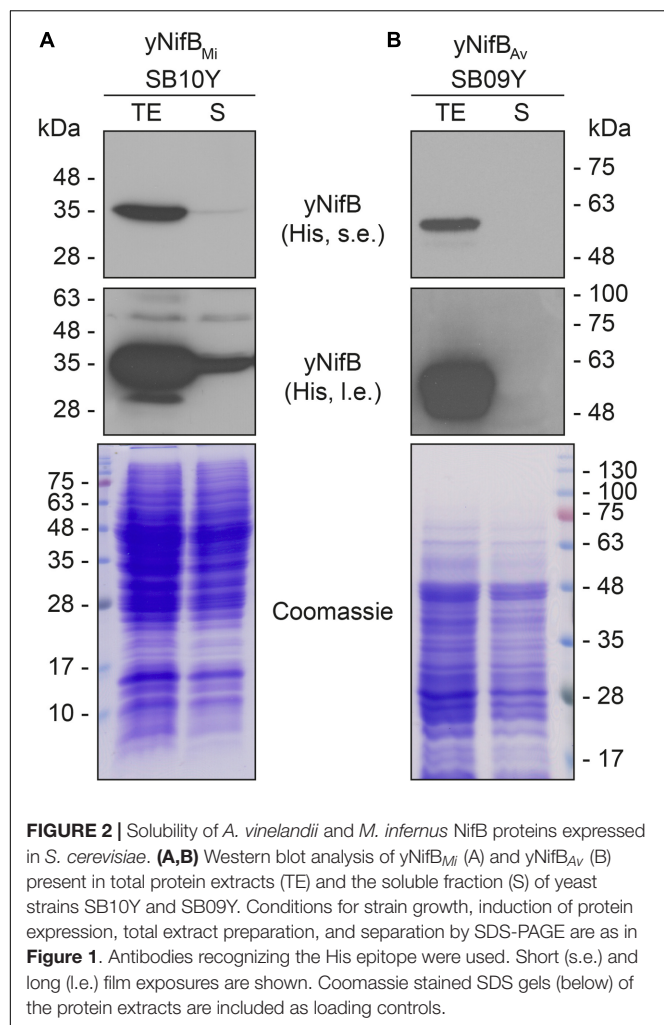 A
yNifBMi
SB10Y
TE S
kDa
48 -
35 -
28 -
63 -
48 -
35 -
28 -
75 -
63 -
48 -
35 -
28 -
17 -
10 -
yNifB
(His, s.e.)
yNifB
(His, l.e.)
Coomassie
B
yNifBAv
SB09Y
TE S
kDa
- 75
- 63
- 48
- 100
- 75
- 63
- 48
- 130
- 100
- 75
- 63
- 48
- 35
- 28
- 17
FIGURE 2 | Solubility of A. vinelandii and M. infernus NifB proteins expressed
in S. cerevisiae. (A,B) Western blot analysis of yNifBMi (A) and yNifBAv (B)
present in total protein extracts (TE) and the soluble fraction (S) of yeast
strains SB10Y and SB09Y. Conditions for strain growth, induction of protein
expression, total extract preparation, and separation by SDS-PAGE are as in
Figure 1. Antibodies recognizing the His epitope were used. Short (s.e.) and
long (l.e.) film exposures are shown. Coomassie stained SDS gels (below) of
the protein extracts are included as loading controls.